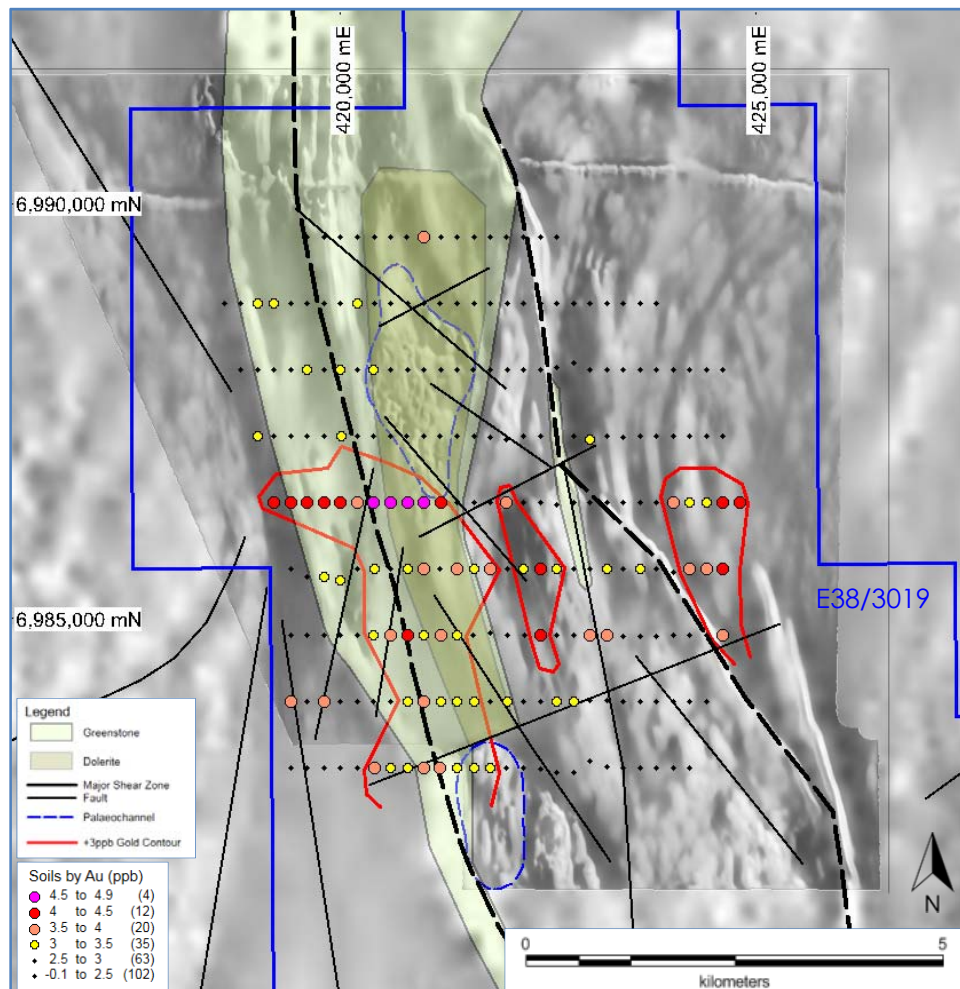 420,000 mE
425,000 mE
6,990,000 mN
6,985,000 mN
E38/3019
Legend
Greenstone
Dolerite
Major Shear Zone
Fault
Palaeochannel
+3ppb Gold Contour
Soils by Au (ppb)
4.5 to 4.9 (4)
4 to 4.5 (12)
3.5 to 4 (20)
3 to 3.5 (35)
2.5 to 3 (63)
-0.1 to 2.5 (102)
N
0 5
kilometers